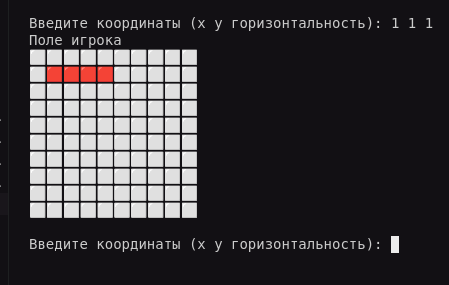 Введите координаты (x y горизонтальность): 1 1 1
Поле игрока
Введите координаты (x y горизонтальность):